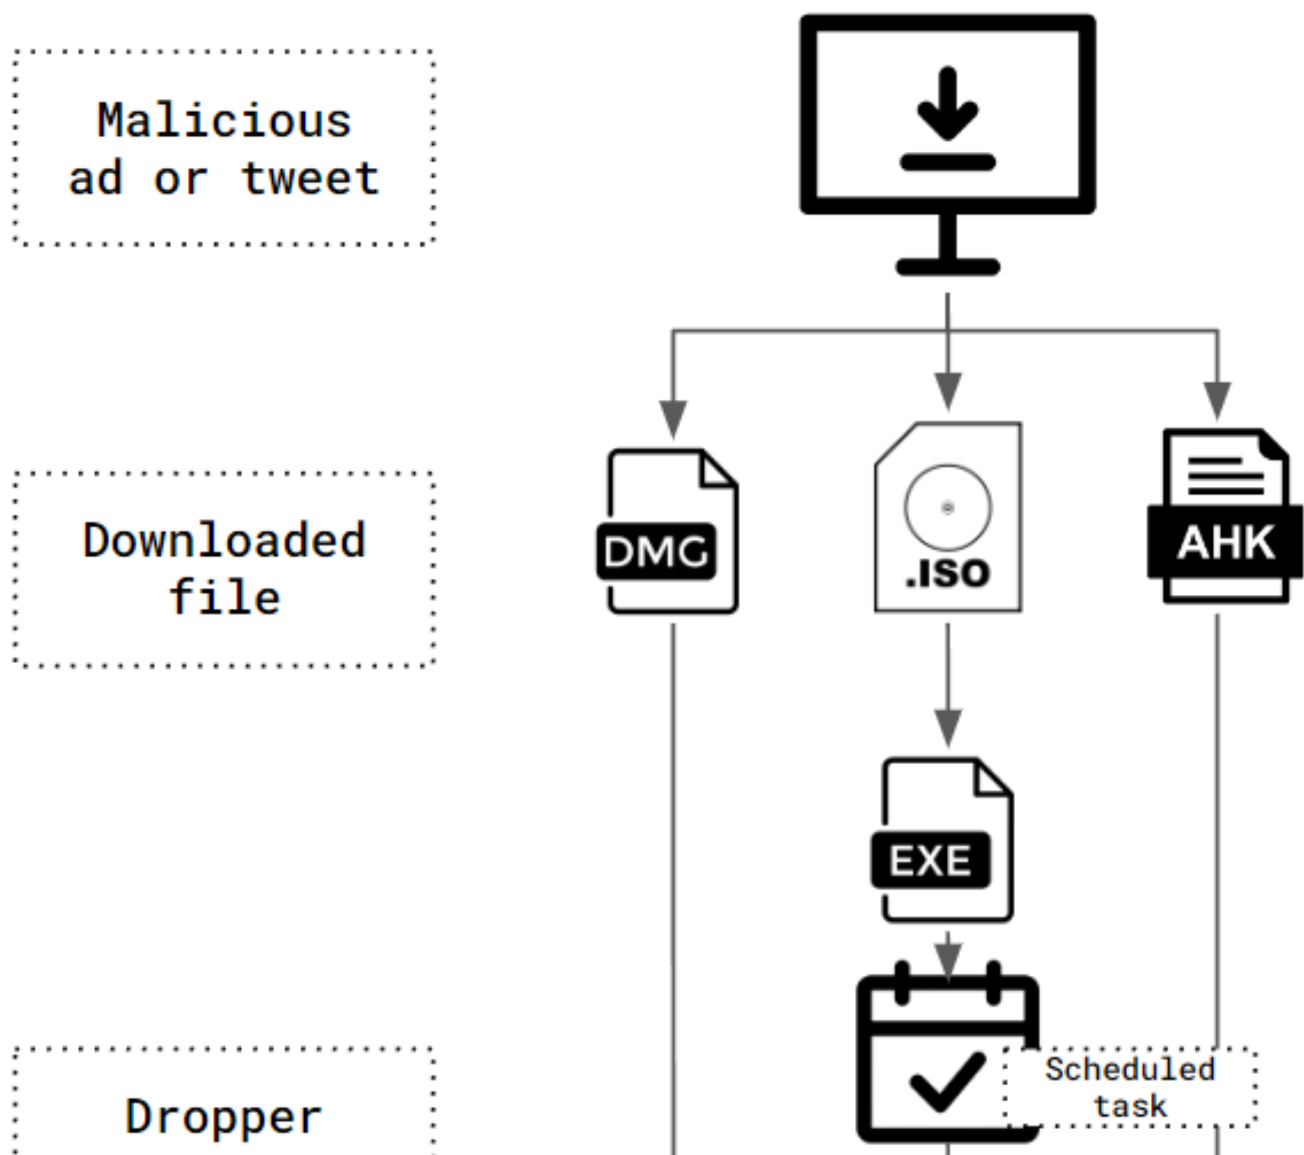 Malicious
ad or tweet
Downloaded
file
DMG
.ISO
AHK
EXE
Scheduled
task
Dropper